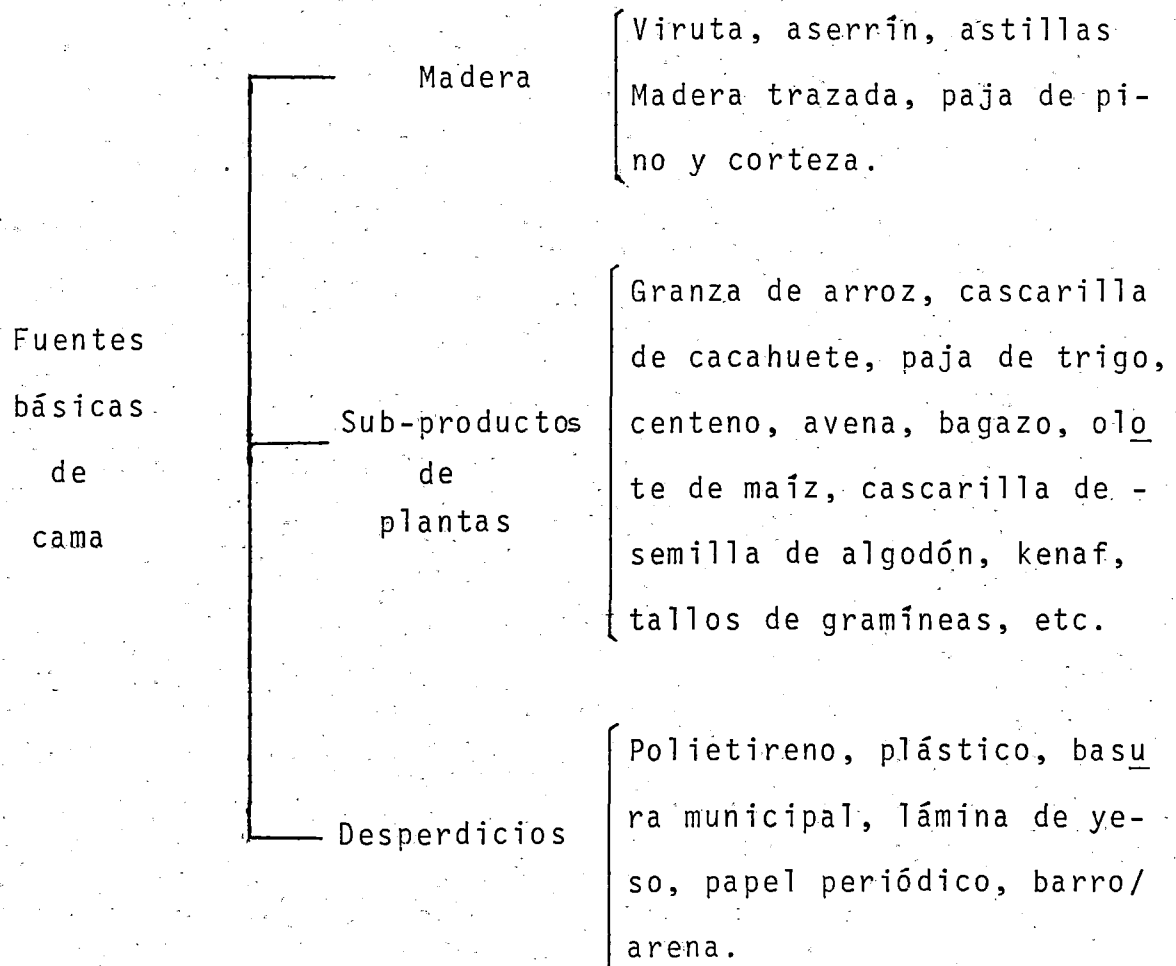 Fuentes
básicas
de
cama
Madera
Viruta, aserrín, astillas
Madera trazada, paja de pi-
no y corteza.
Sub-productos
de
plantas
Granza de arroz, cascarilla
de cacahuete, paja de trigo,
centeno, avena, bagazo, olo
te de maíz, cascarilla de -
semilla de algodón, kenaf,
tallos de gramíneas, etc.
Desperdicios
Polietireno, plástico, basu
ra municipal, lámina de ye-
so, papel periódico, barro/
arena.